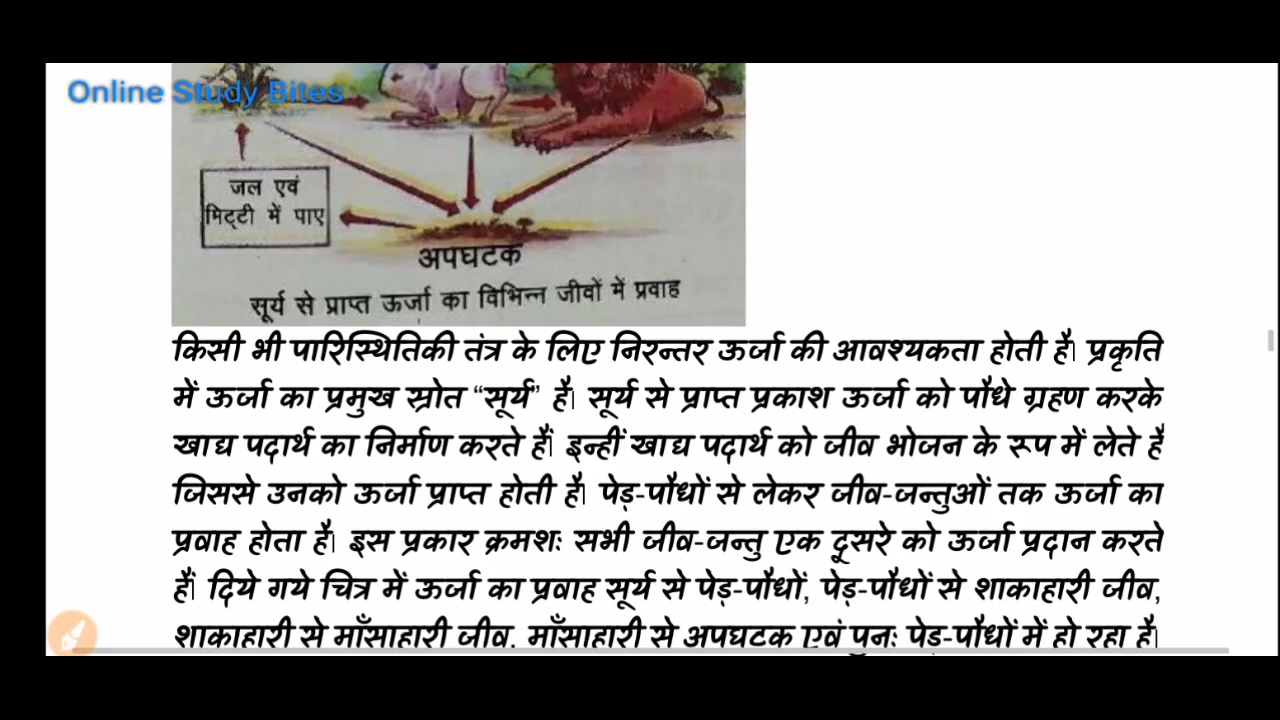 Online Study Bites
जल एवं
मिट्टी में पाए
अपघटक
सूर्य से प्राप्त ऊर्जा का विभिन्न जीवों में प्रवाह
किसी भी पारिस्थितिकी तंत्र के लिए निरन्तर ऊर्जा की आवश्यकता होती है। प्रकृति
में ऊर्जा का प्रमुख स्रोत “सूर्य” है। सूर्य से प्राप्त प्रकाश ऊर्जा को पौधे ग्रहण करके
खाद्य पदार्थ का निर्माण करते हैं। इन्हीं खाद्य पदार्थ को जीव भोजन के रूप में लेते है
जिससे उनको ऊर्जा प्राप्त होती है। पेड़-पौधों से लेकर जीव-जन्तुओं तक ऊर्जा का
प्रवाह होता है। इस प्रकार क्रमशः सभी जीव-जन्तु एक दूसरे को ऊर्जा प्रदान करते
हैं। दिये गये चित्र में ऊर्जा का प्रवाह सूर्य से पेड़-पौधों, पेड़-पौधों से शाकाहारी जीव,
शाकाहारी से माँसाहारी जीव, माँसाहारी से अपघटक एवं पुनः पेड़-पौधों में हो रहा है।